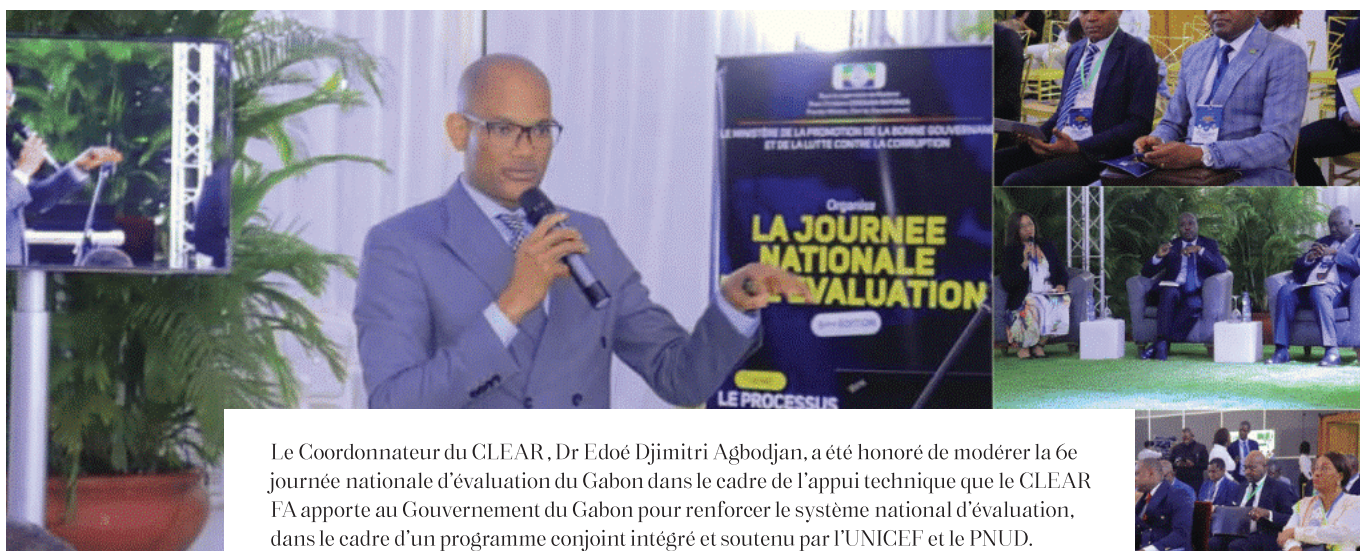 LE MINISTÈRE DE LA PROMOTION DE LA BONNE GOUVERNAN
ET DE LA LUTTE CONTRE LA CORRUPTION
Organise
LA JOURNEE
NATIONALE
L'ÉVALUATION
EDITION
LE PROCESSUS
Le Coordonnateur du CLEAR, Dr Edoé Djimitri Agbodjan, a été honoré de modérer la 6e
journée nationale d’évaluation du Gabon dans le cadre de l’appui technique que le CLEAR
FA apporte au Gouvernement du Gabon pour renforcer le système national d’évaluation,
dans le cadre d’un programme conjoint intégré et soutenu par l’UNICEF et le PNUD.